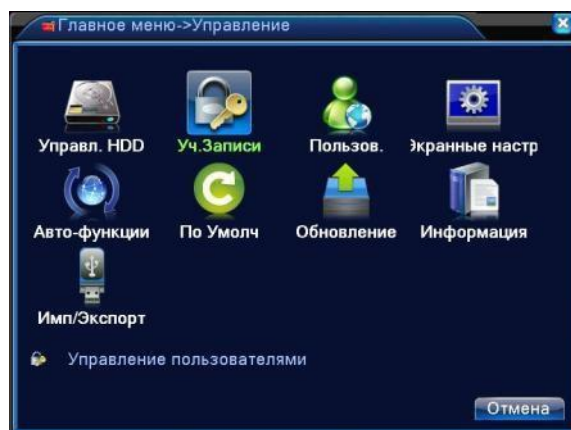 Главное меню->Управление
Управл. HDD Уч.Записи Пользов. Экранные настр
Авто-функции По Умолч Обновление Информация
Имп/Экспорт
Управление пользователями
Отмена